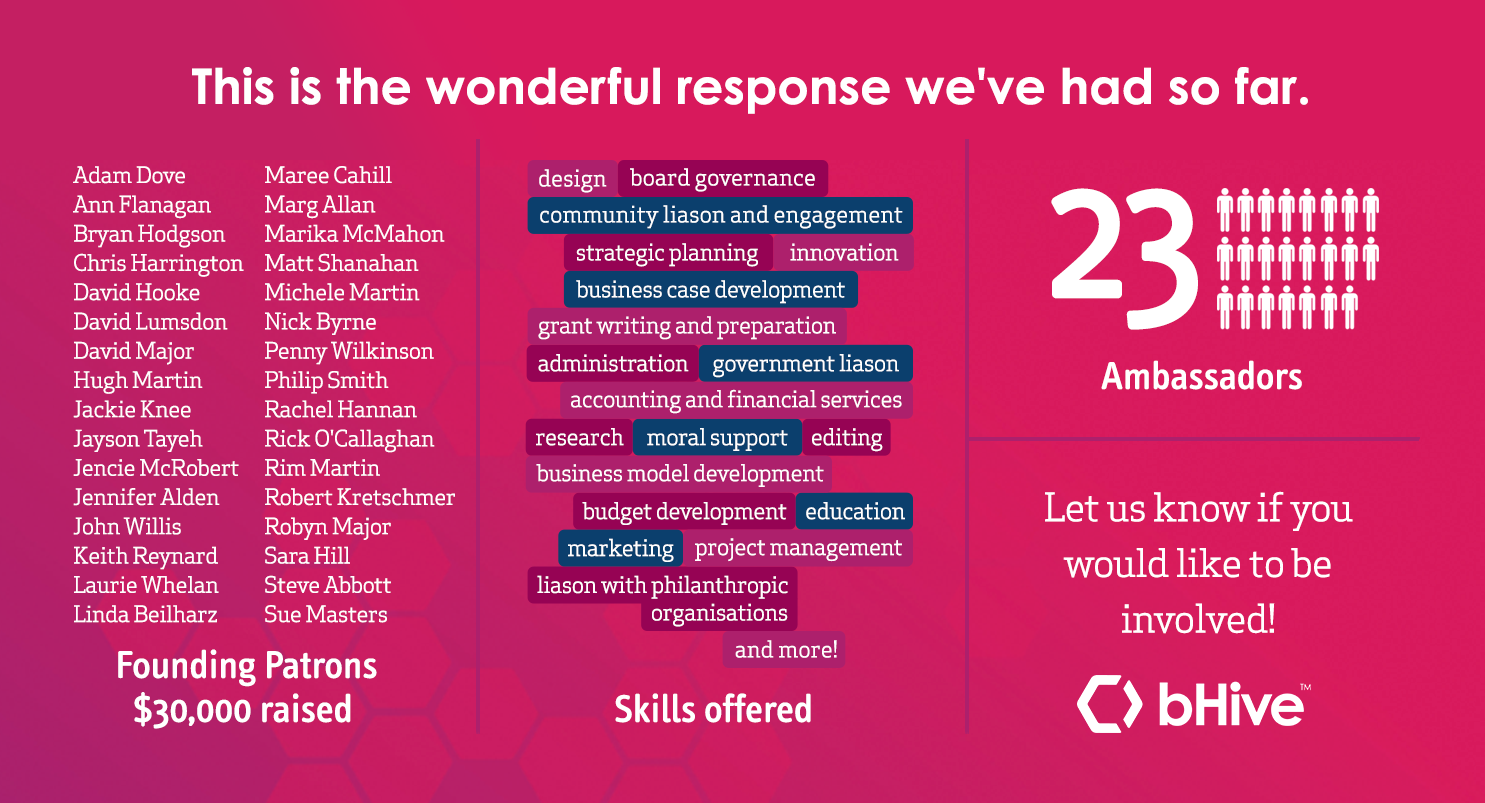 This is the wonderful response we've had so far.
Adam Dove
Ann Flanagan
Bryan Hodgson
Chris Harrington
David Hooke
David Lumsdon
David Major
Hugh Martin
Jackie Knee
Jayson Tayeh
Jencie McRobert
Jennifer Alden
John Willis
Keith Reynard
Laurie Whelan
Linda Beilharz
Maree Cahill
Marg Allan
Marika McMahon
Matt Shanahan
Michele Martin
Nick Byrne
Penny Wilkinson
Philip Smith
Rachel Hannan
Rick O'Callaghan
Rim Martin
Robert Kretschmer
Robyn Major
Sara Hill
Steve Abbott
Sue Masters
Founding Patrons
$30,000 raised
design board governance
community liason and engagement
strategic planning innovation
business case development
grant writing and preparation
administration government liason
accounting and financial services
research moral support editing
business model development
budget development education
marketing project management
liason with philanthropic
organisations
and more!
Skills offered
23
Ambassadors
Let us know if you
would like to be
involved!
bHive™